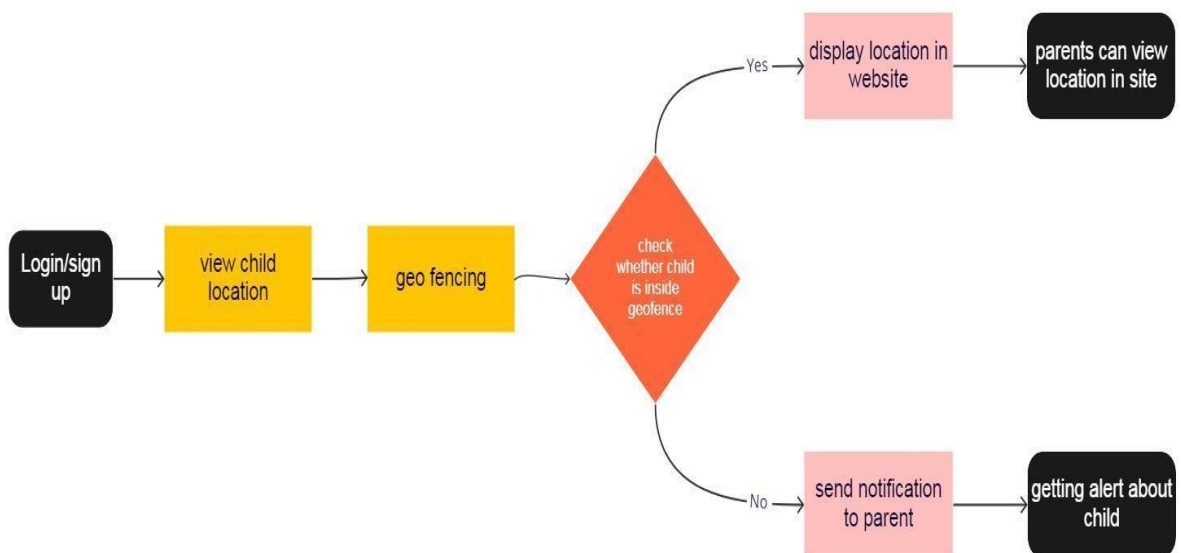 Login/sign
up
view child
location
geo fencing
check
whether child
is inside
geofence
Yes
display location in
website
parents can view
location in site
No
send notification
to parent
getting alert about
child